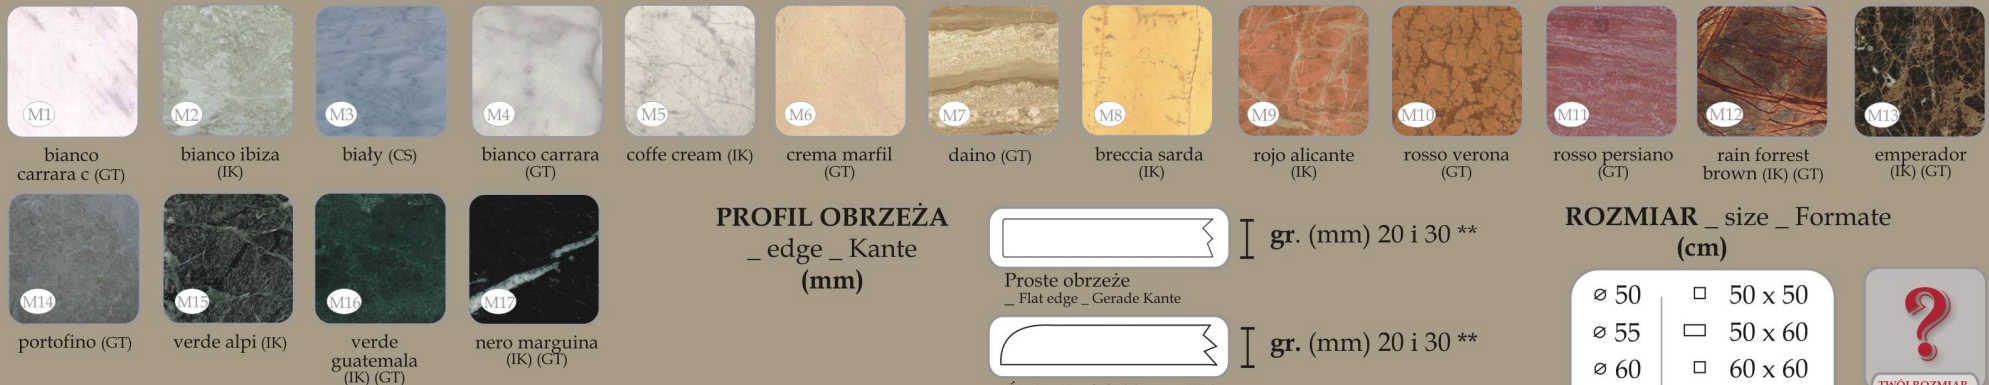 M1 M2 M3 M4 M5 M6 M7 M8 M9 M10 M11 M12 M13
bianco
carrara c (GT)
bianco ibiza
(IK)
biały (CS)
bianco carrara
(GT)
coffe cream (IK)
crema marfil
(GT)
daino (GT)
breccia sarda
(IK)
rojo alicante
(IK)
rosso verona
(GT)
rosso persiano
(GT)
rain forrest
brown (IK) (GT)
emperador
(IK) (GT)
M14 M15 M16 M17
portofino (GT)
verde alpi (IK)
verde
guatemala
(IK) (GT)
nero marguina
(IK) (GT)
PROFIL OBRZEŻA
_ edge _ Kante
(mm)
gr. (mm) 20 i 30 **
Proste obrzeże
_ Flat edge _ Gerade Kante
gr. (mm) 20 i 30 **
ROZMIAR _ size _ Formate
(cm)
⌀ 50 50 x 50
⌀ 55 50 x 60
⌀ 60 60 x 60
?
TWÓJ ROZMIAR